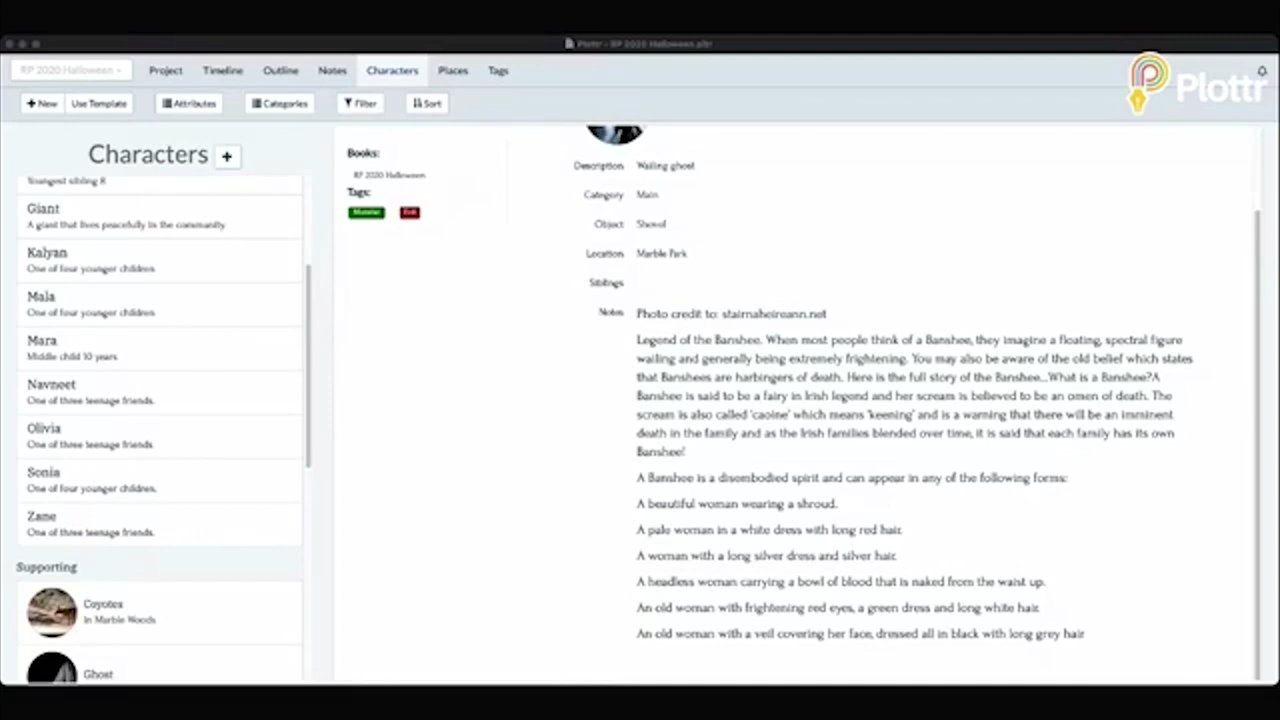 Plottr - RP 2020 Halloween.pltr
RP 2020 Halloween
Project
Timeline
Outline
Notes
Characters
Places
Tags
Plottr
New
Use Template
Attributes
Categories
Filter
Sort
Characters
Youngest sibling 8
Giant
A giant that lives peacefully in the community
Kalyan
One of four younger children.
Mala
One of four younger children.
Mara
Middle child 10 years
Navneet
One of three teenage friends.
Olivia
One of three teenage friends.
Sonia
One of four younger children.
Zane
One of three teenage friends.
Supporting
Coyotes
In Marble Woods
Ghost
Books:
RP 2020 Halloween
Tags:
Description Wailing ghost
Category Main
Object Shovel
Location Marble Park
Siblings
Notes Photo credit to: stairnaheireann.net
Legend of the Banshee. When most people think of a Banshee, they imagine a floating, spectral figure
wailing and generally being extremely frightening. You may also be aware of the old belief which states
that Banshees are harbingers of death. Here is the full story of the Banshee...What is a Banshee?A
Banshee is said to be a fairy in Irish legend and her scream is believed to be an omen of death. The
scream is also called 'caoine' which means 'keening' and is a warning that there will be an imminent
death in the family and as the Irish families blended over time, it is said that each family has its own
Banshee!
A Banshee is a disembodied spirit and can appear in any of the following forms:
A beautiful woman wearing a shroud.
A pale woman in a white dress with long red hair.
A woman with a long silver dress and silver hair.
A headless woman carrying a bowl of blood that is naked from the waist up.
An old woman with frightening red eyes, a green dress and long white hair.
An old woman with a veil covering her face, dressed all in black with long grey hair